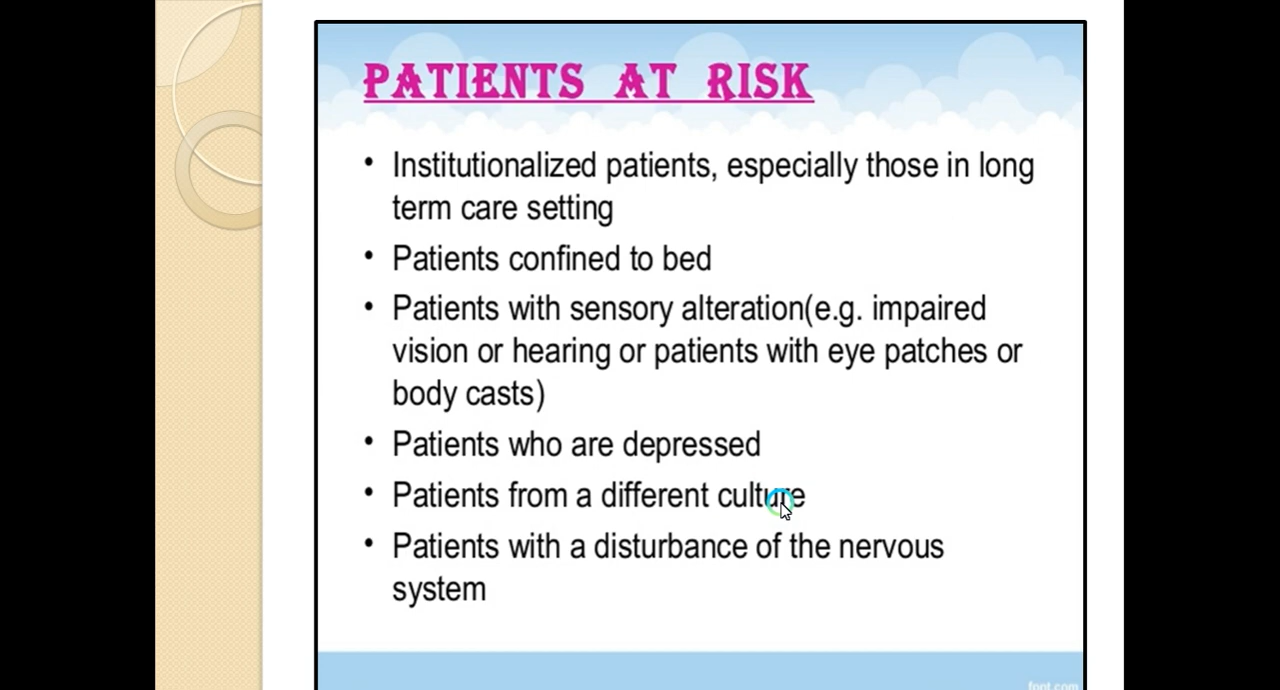 PATIENTS AT RISK
• Institutionalized patients, especially those in long
term care setting
• Patients confined to bed
• Patients with sensory alteration(e.g. impaired
vision or hearing or patients with eye patches or
body casts)
• Patients who are depressed
• Patients from a different culture
• Patients with a disturbance of the nervous
system
font.com